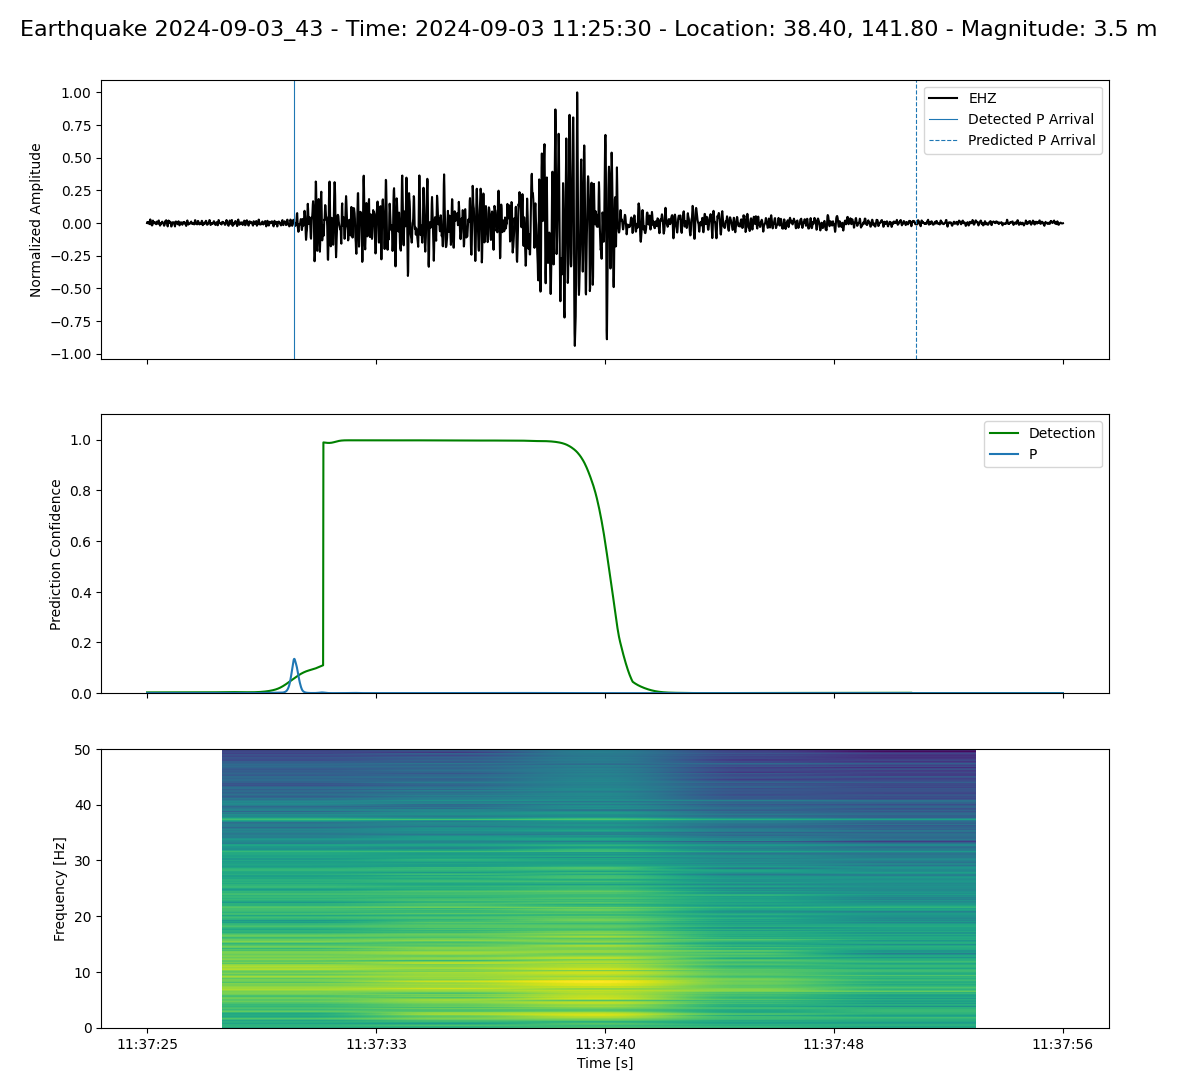 Earthquake 2024-09-03_43 - Time: 2024-09-03 11:25:30 - Location: 38.40, 141.80 - Magnitude: 3.5 m
Normalized Amplitude
1.00
0.75
0.50
0.25
0.00
−0.25
−0.50
−0.75
−1.00
EHZ
Detected P Arrival
Predicted P Arrival
Prediction Confidence
1.0
0.8
0.6
0.4
0.2
0.0
Detection
P
Frequency [Hz]
50
40
30
20
10
0
11:37:25 11:37:33 11:37:40 11:37:48 11:37:56
Time [s]